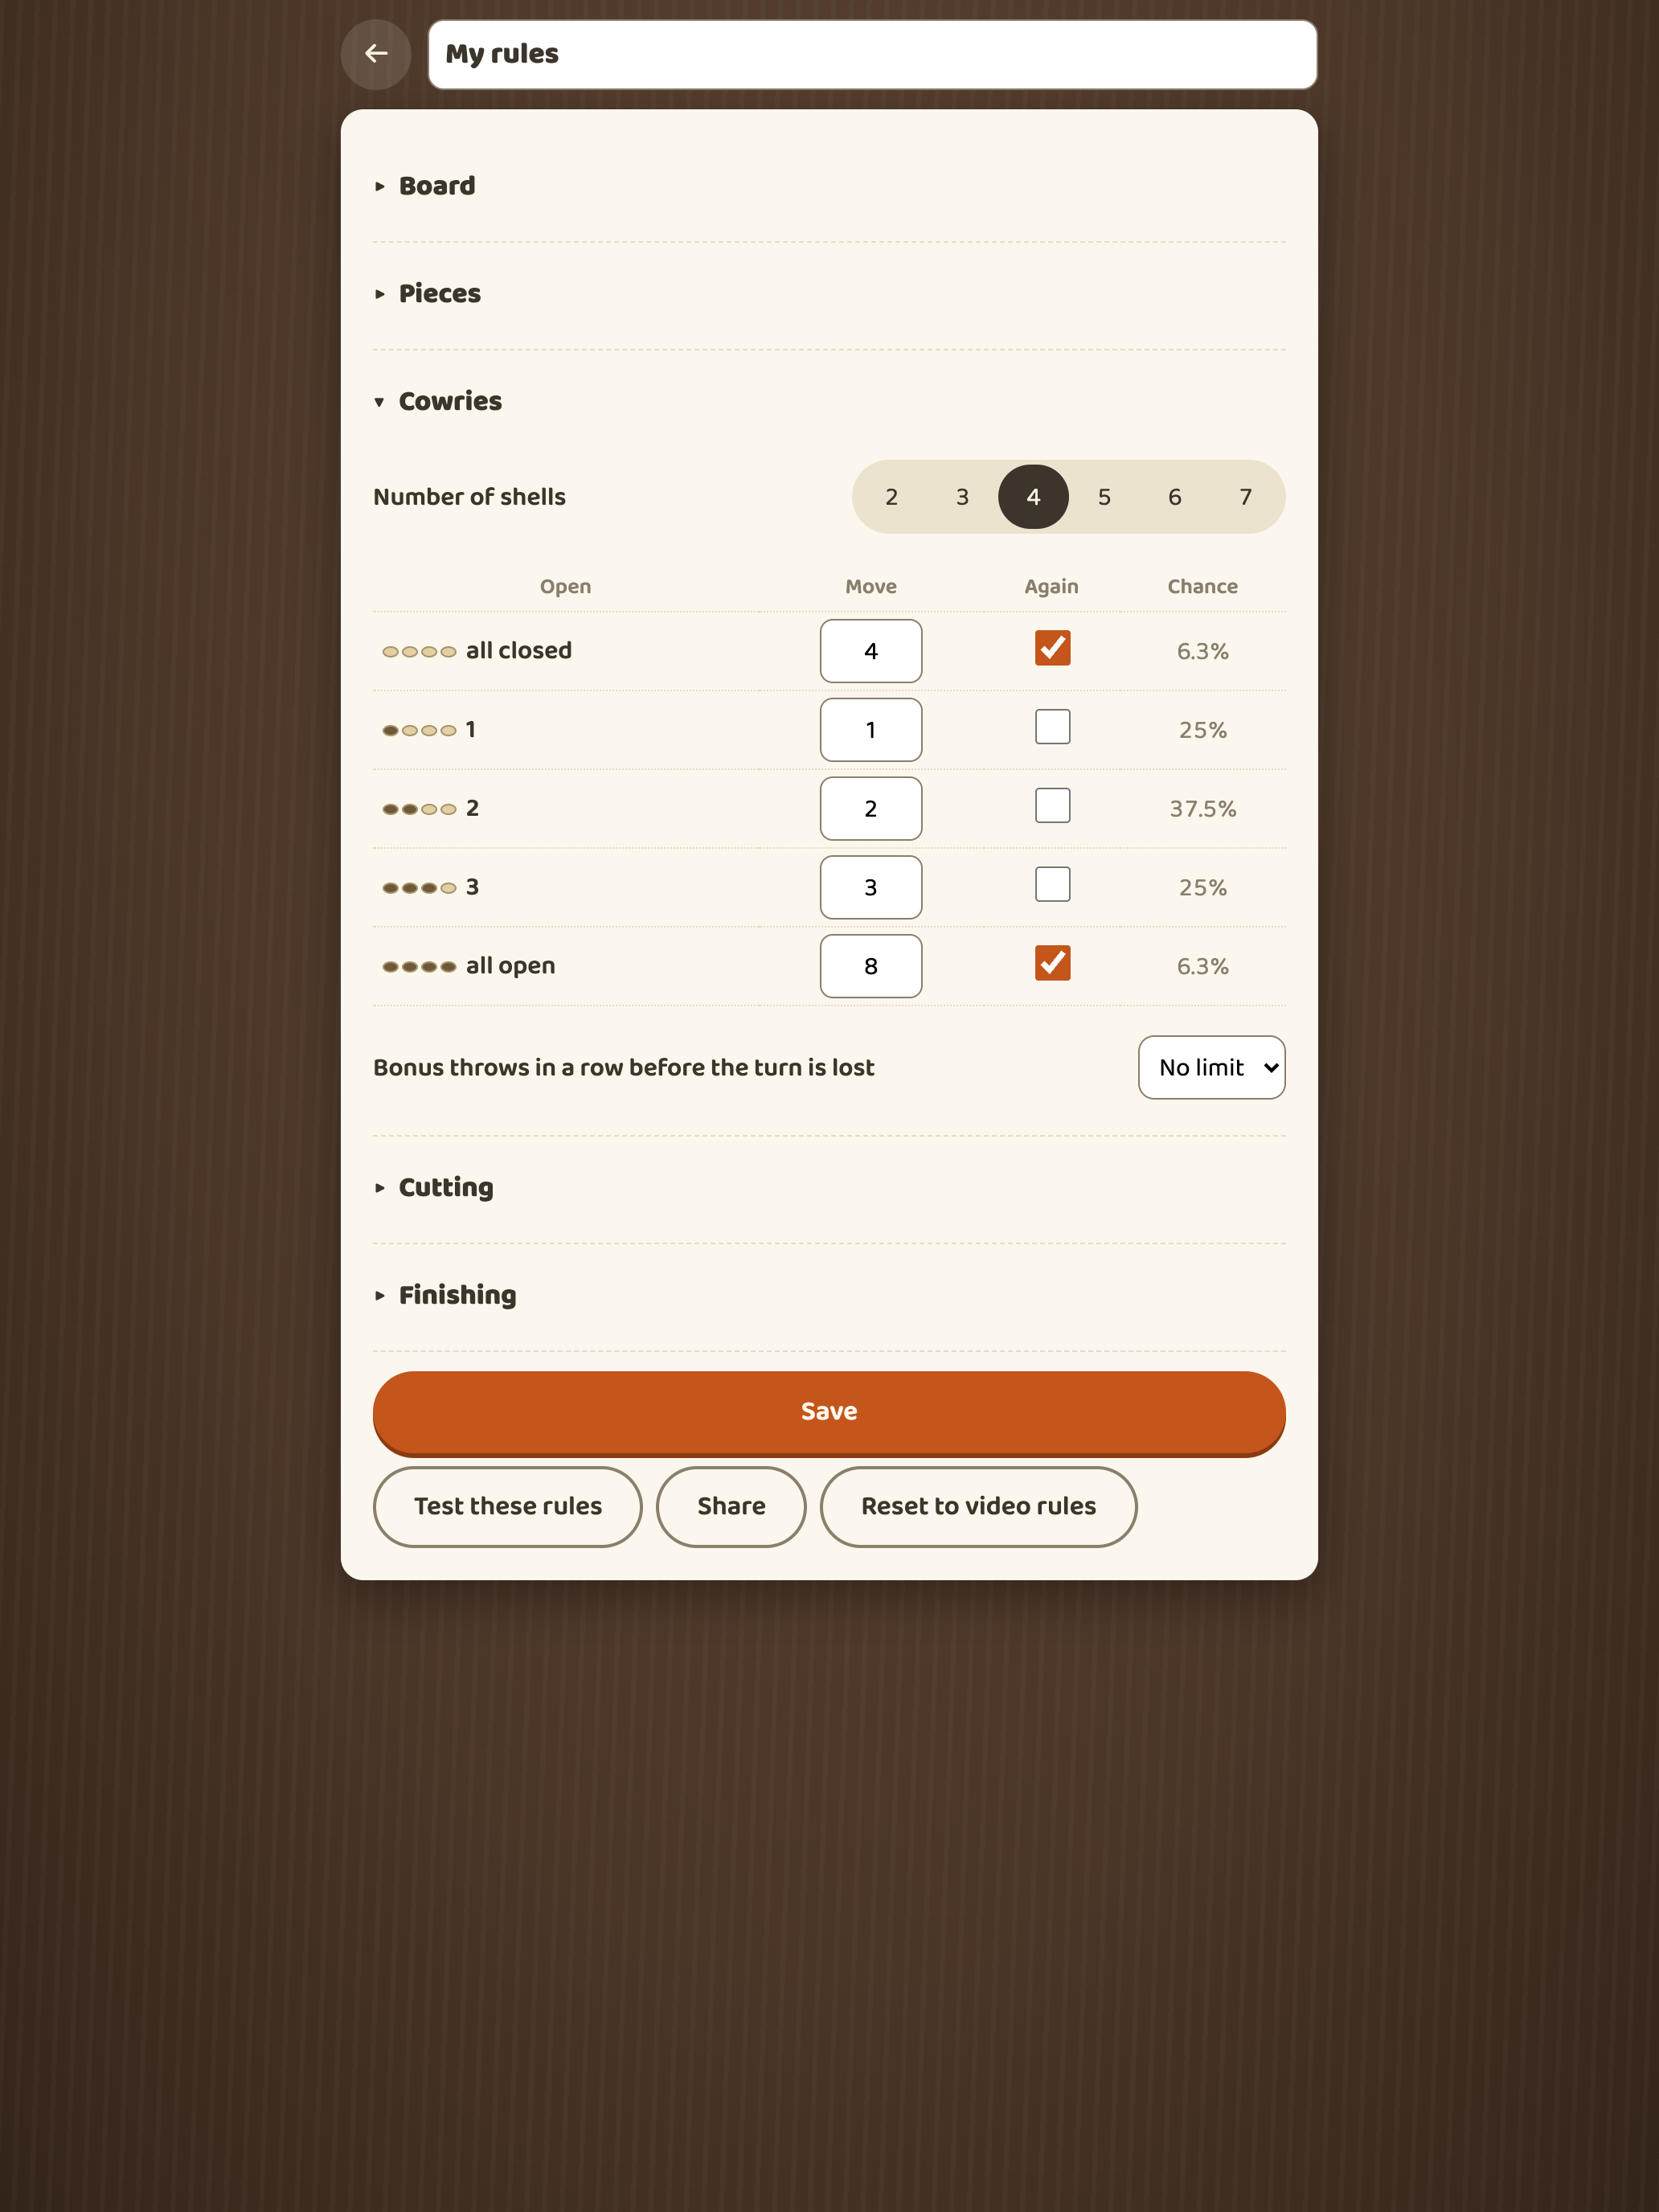 My rules
Board
Pieces
Cowries
Number of shells 2 3 4 5 6 7
Open Move Again Chance
all closed 4 6.3%
1 1 25%
2 2 37.5%
3 3 25%
all open 8 6.3%
Bonus throws in a row before the turn is lost No limit
Cutting
Finishing
Save
Test these rules Share Reset to video rules